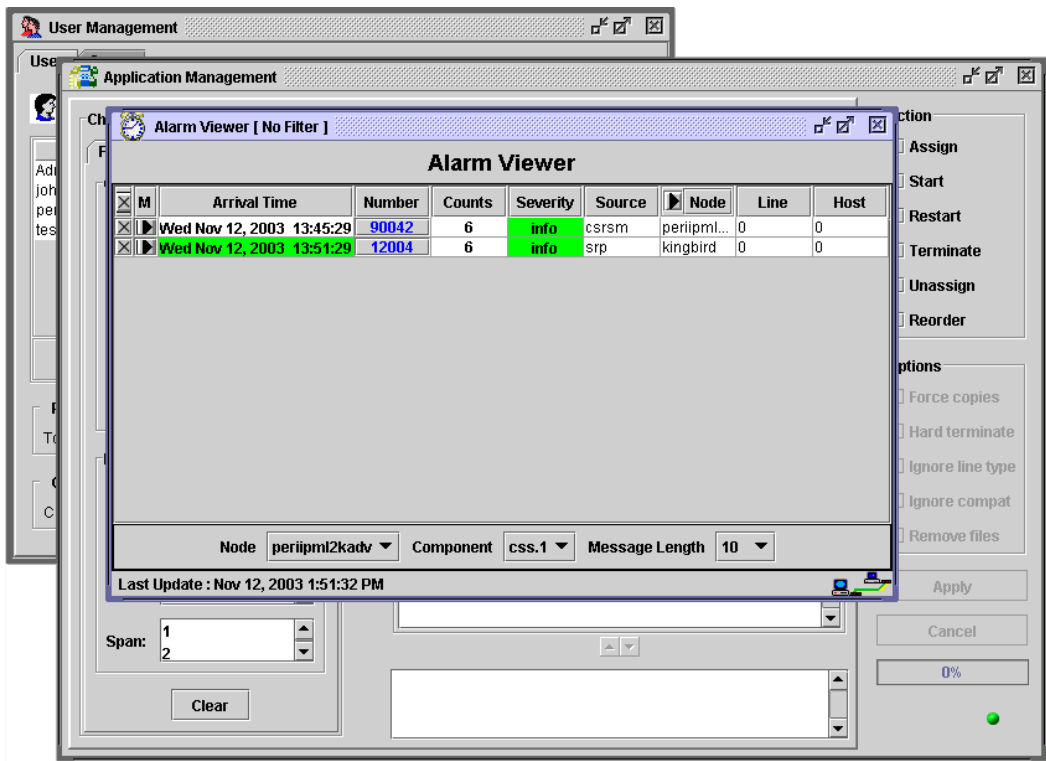 User Management
Use
Application Management
Ch
Alarm Viewer [ No Filter ]
ction
Alarm Viewer
Assign
F
Adı
joh
Start
M Arrival Time Number Counts Severity Source Node Line Host
per
Restart
Wed Nov 12, 2003 13:45:29 90042 6 info csrsm periipml... 0 0
tes
Wed Nov 12, 2003 13:51:29 12004 6 info srp kingbird 0 0
Terminate
Unassign
Reorder
ptions
Force copies
Hard terminate
To
Ignore line type
Ignore compat
C
Remove files
Node periipml2kadv Component css.1 Message Length 10
Last Update : Nov 12, 2003 1:51:32 PM
Apply
Span: 1
2
Cancel
0%
Clear